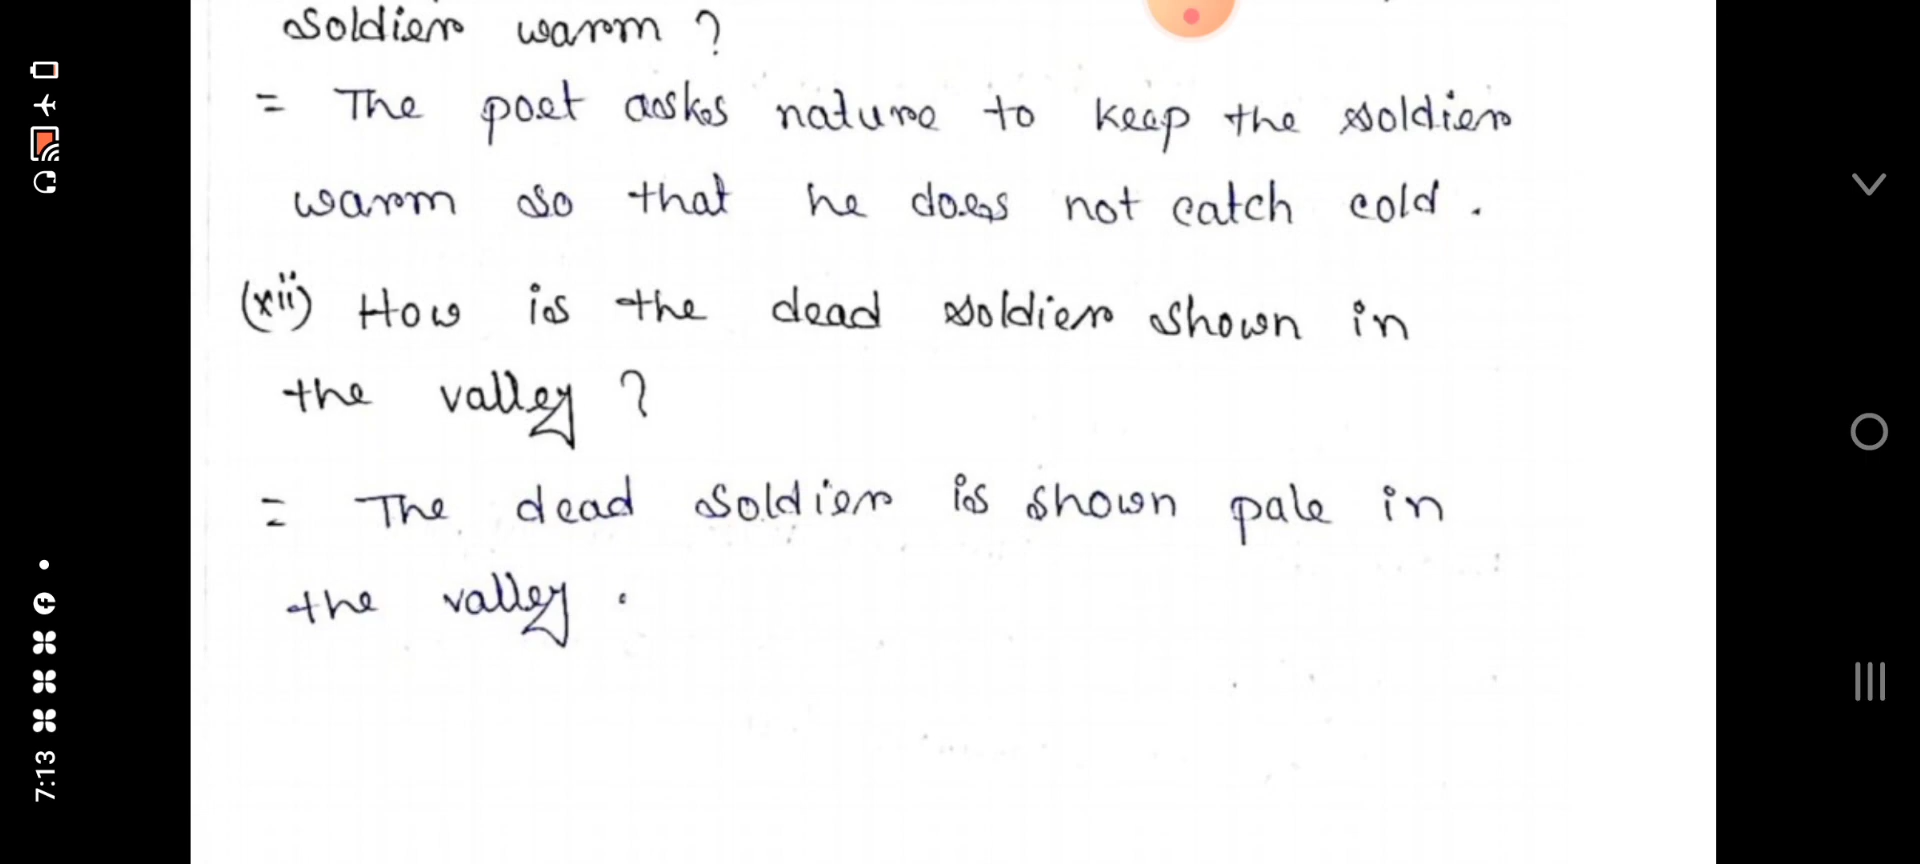 soldier warm ?
= The poet asks nature to keep the soldier
warm so that he does not catch cold .
(xii) How is the dead soldier shown in
the valley ?
= The dead soldier is shown pale in
the valley .
7:13